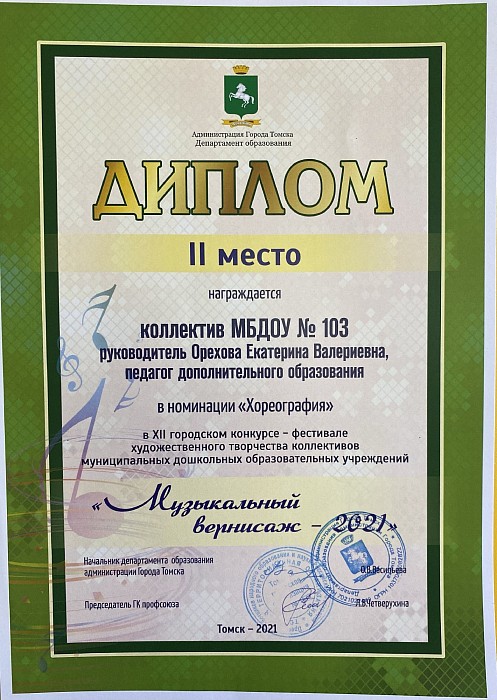 Администрация Города Томска
Департамент образования
ДИПЛОМ
II место
награждается
коллектив МБДОУ № 103
руководитель Орехова Екатерина Валериевна,
педагог дополнительного образования
в номинации «Хореография»
в XII городском конкурсе – фестивале
художественного творчества коллективов
муниципальных дошкольных образовательных учреждений
«Музыкальный
вернисаж – 2021»
Начальник департамента образования
администрации Города Томска
О.В.Васильева
Председатель ГК профсоюза
Л.В.Четверухина
Томск – 2021